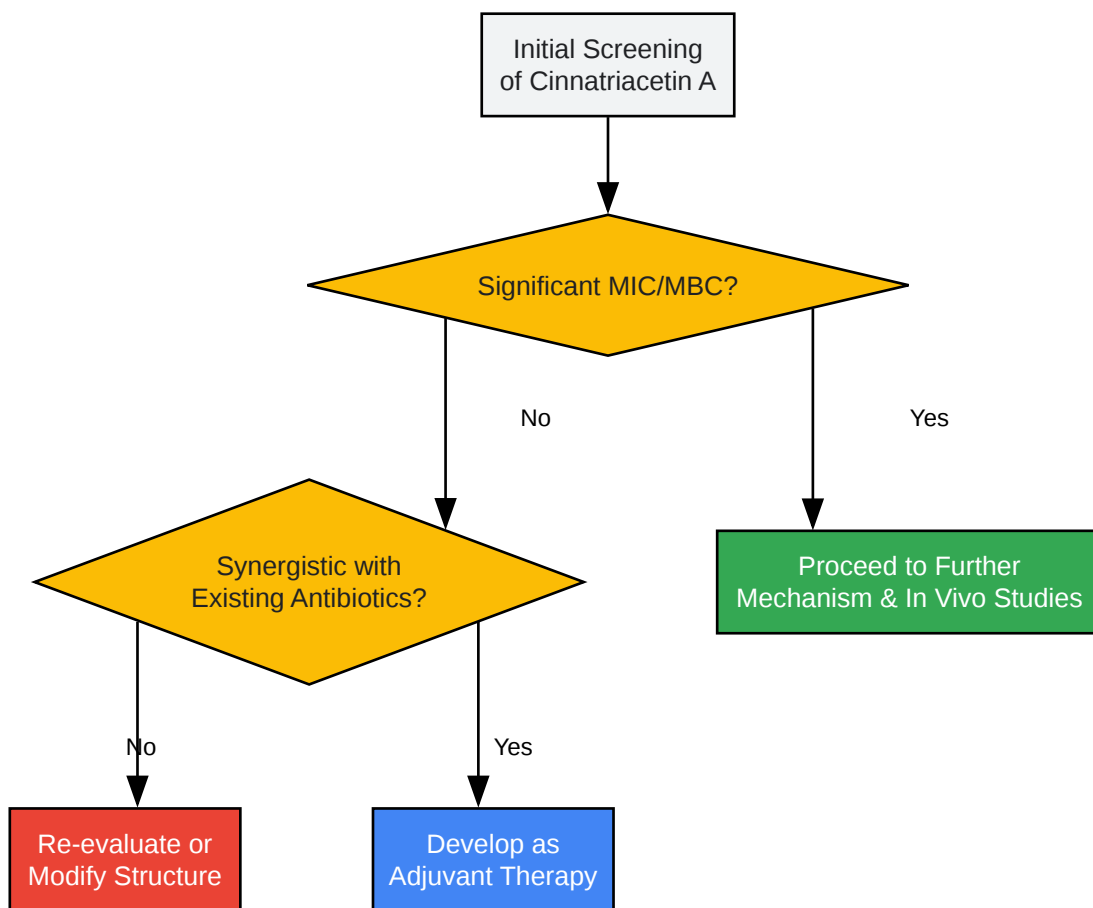 Initial Screening
of Cinnatriacetin A
Significant MIC/MBC?
No
Yes
Synergistic with
Existing Antibiotics?
Proceed to Further
Mechanism & In Vivo Studies
No
Yes
Re-evaluate or
Modify Structure
Develop as
Adjuvant Therapy